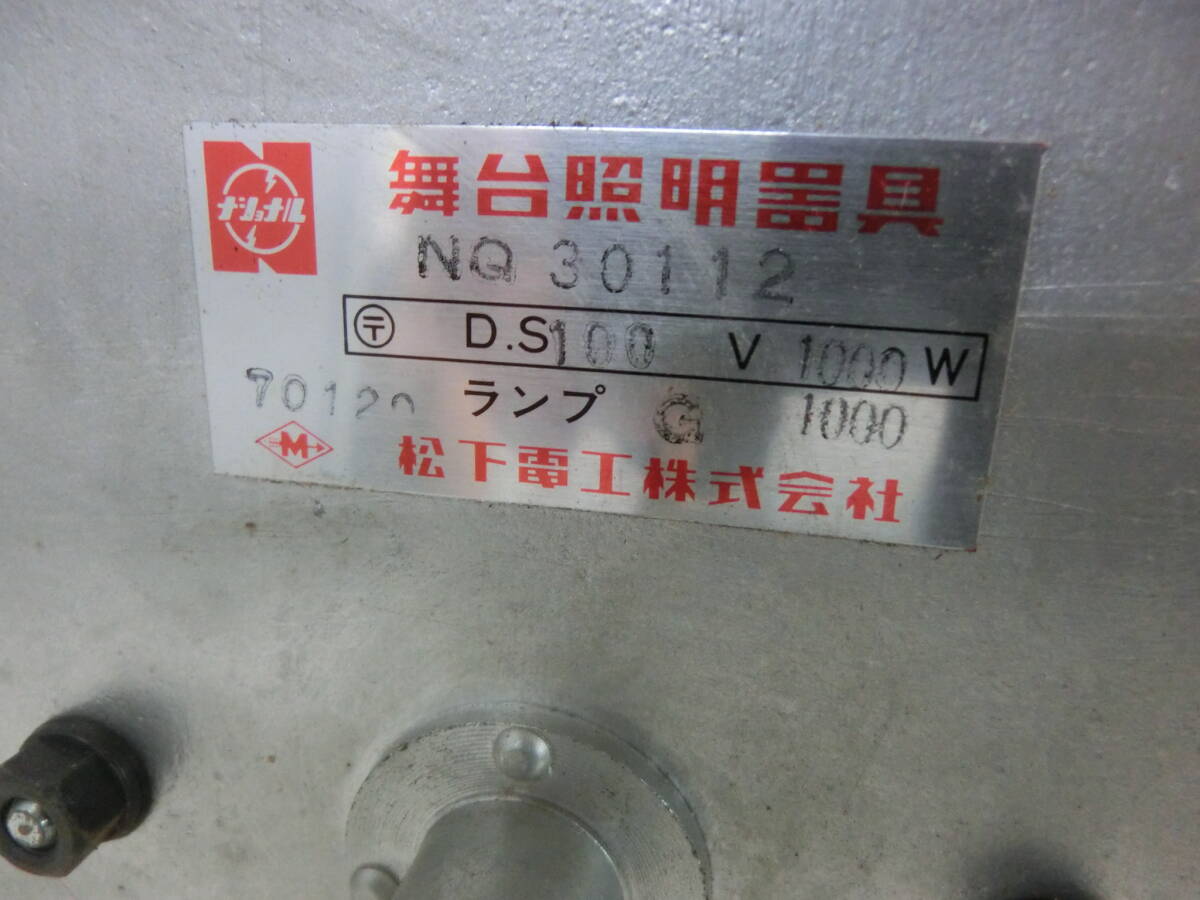 ナショナル
舞台照明器具
NQ 30112
〒 D.S 100 V 1000 W
ランプ G 1000
M
松下電工株式会社